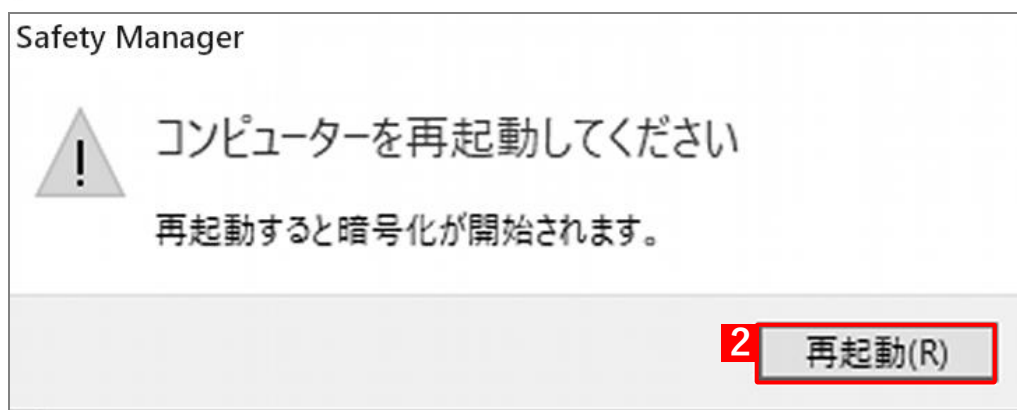 Safety Manager
!
コンピューターを再起動してください
再起動すると暗号化が開始されます。
2
再起動(R)